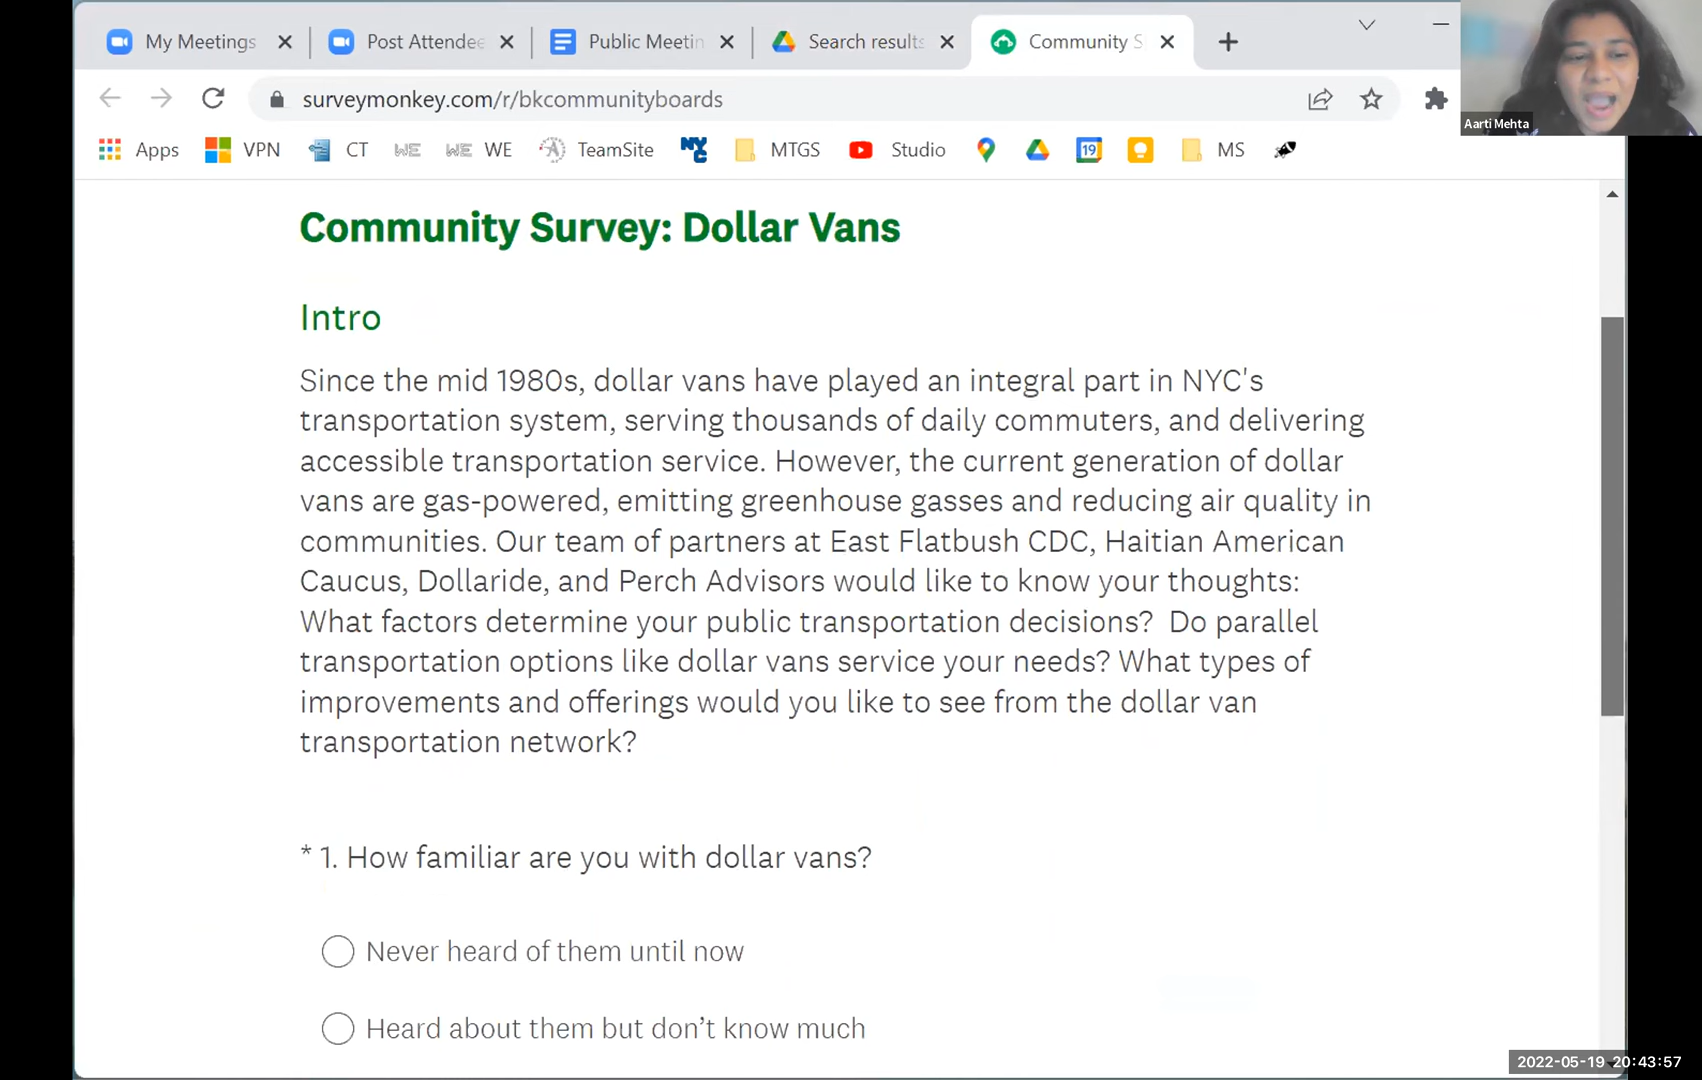 My Meetings
Post Attendee
Public Meetin
Search results
Community S
surveymonkey.com/r/bkcommunityboards
Aarti Mehta
Apps
VPN
CT
WE
WE WE
TeamSite
NYC
MTGS
Studio
19
MS
Community Survey: Dollar Vans
Intro
Since the mid 1980s, dollar vans have played an integral part in NYC's
transportation system, serving thousands of daily commuters, and delivering
accessible transportation service. However, the current generation of dollar
vans are gas-powered, emitting greenhouse gasses and reducing air quality in
communities. Our team of partners at East Flatbush CDC, Haitian American
Caucus, Dollaride, and Perch Advisors would like to know your thoughts:
What factors determine your public transportation decisions? Do parallel
transportation options like dollar vans service your needs? What types of
improvements and offerings would you like to see from the dollar van
transportation network?
* 1. How familiar are you with dollar vans?
Never heard of them until now
Heard about them but don’t know much
2022-05-19 20:43:57